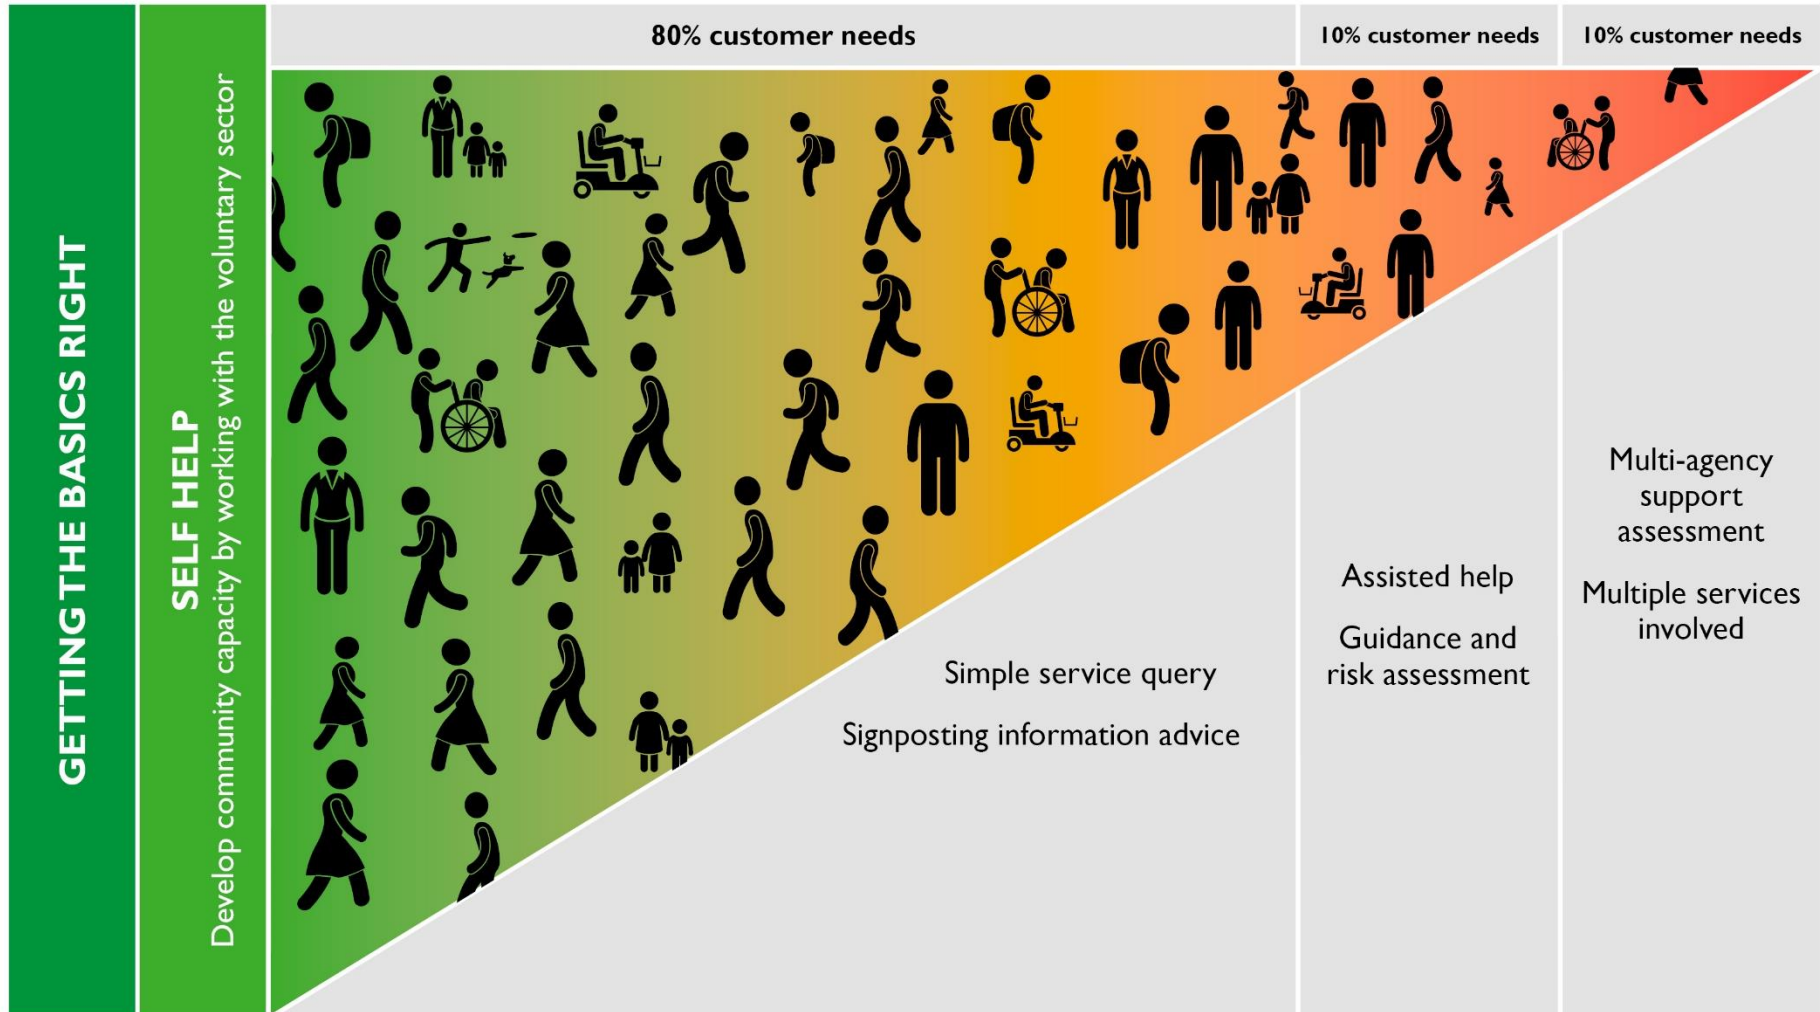 GETTING THE BASICS RIGHT
SELF HELP
Develop community capacity by working with the voluntary sector
80% customer needs
10% customer needs
10% customer needs
Simple service query
Signposting information advice
Assisted help
Guidance and
risk assessment
Multi-agency
support
assessment
Multiple services
involved